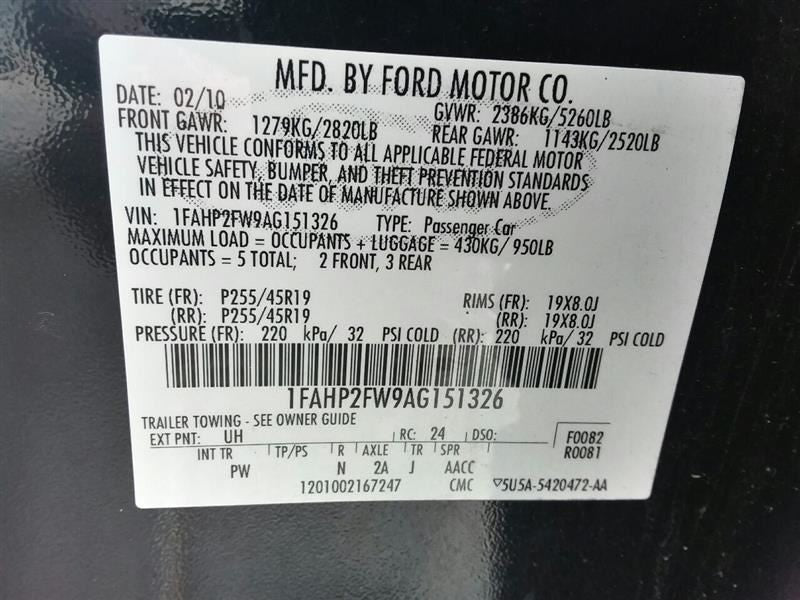 MFD. BY FORD MOTOR CO.
DATE: 02/10 GVWR: 2386KG/5260LB
FRONT GAWR: 1279KG/2820LB REAR GAWR: 1143KG/2520LB
THIS VEHICLE CONFORMS TO ALL APPLICABLE FEDERAL MOTOR
VEHICLE SAFETY, BUMPER, AND THEFT PREVENTION STANDARDS
IN EFFECT ON THE DATE OF MANUFACTURE SHOWN ABOVE.
VIN: 1FAHP2FW9AG151326 TYPE: Passenger Car
MAXIMUM LOAD = OCCUPANTS + LUGGAGE = 430KG/ 950LB
OCCUPANTS = 5 TOTAL; 2 FRONT, 3 REAR
TIRE (FR): P255/45R19 RIMS (FR): 19X8.0J
(RR): P255/45R19 (RR): 19X8.0J
PRESSURE (FR): 220 kPa/ 32 PSI COLD (RR): 220 kPa/ 32 PSI COLD
1FAHP2FW9AG151326
TRAILER TOWING - SEE OWNER GUIDE
EXT PNT: UH RC: 24 DSO: F0082
INT TR TP/PS R AXLE TR SPR R0081
PW N 2A J AACC
1201002167247 CMC ▽5U5A-5420472-AA